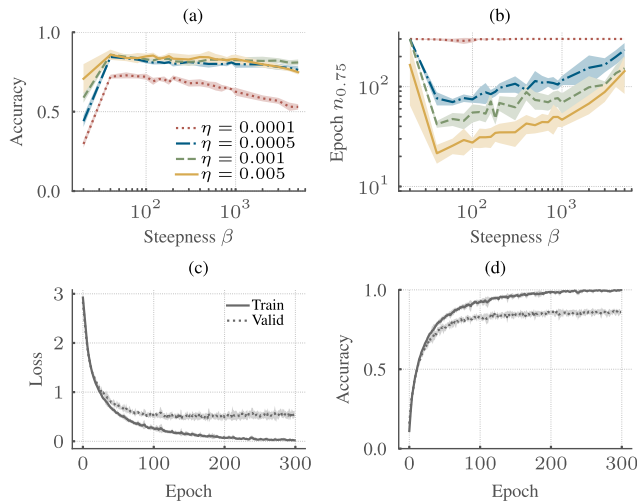 (a)
1.0
0.5
0.0
Accuracy
η = 0.0001
η = 0.0005
η = 0.001
η = 0.005
10²
10³
Steepness β
(b)
10²
10¹
Epoch n₀.₇₅
10²
10³
Steepness β
(c)
3
2
1
0
Loss
Train
Valid
0
100
200
300
Epoch
(d)
1.0
0.5
0.0
Accuracy
0
100
200
300
Epoch